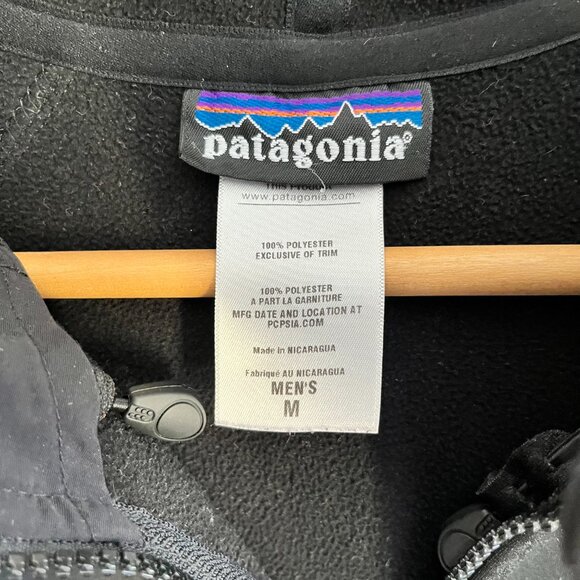 patagonia®
This Product
www.patagonia.com
100% POLYESTER
EXCLUSIVE OF TRIM
100% POLYESTER
A PART LA GARNITURE
MFG DATE AND LOCATION AT
PCPSIA.COM
Made in NICARAGUA
Fabriqué AU NICARAGUA
MEN'S
M